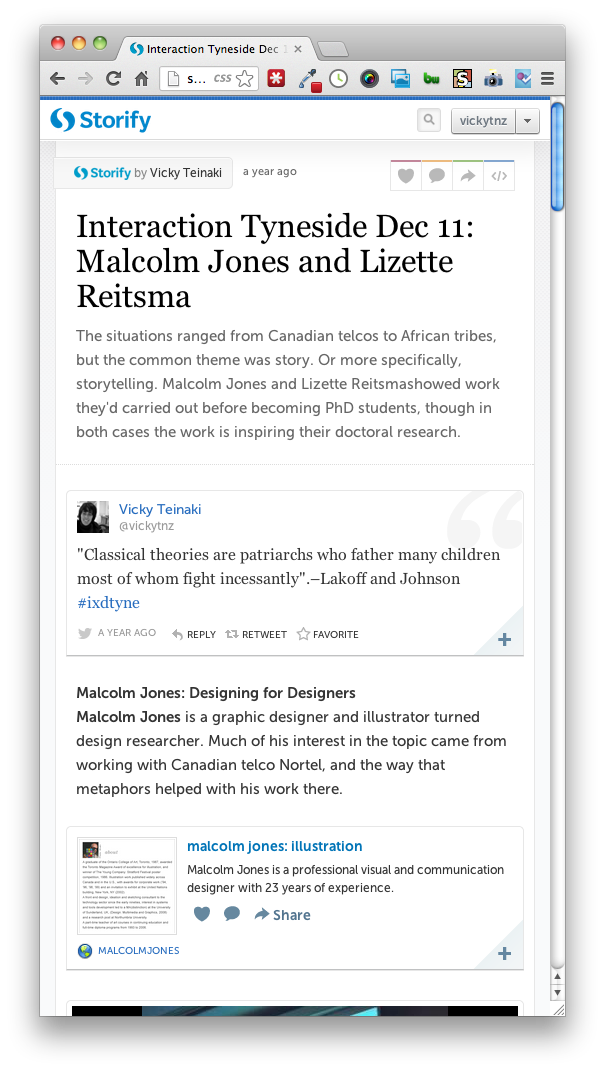 Interaction Tyneside Dec 1
s... CSS
Storify
vickytnz
Storify by Vicky Teinaki
a year ago
Interaction Tyneside Dec 11:
Malcolm Jones and Lizette
Reitsma
The situations ranged from Canadian telcos to African tribes,
but the common theme was story. Or more specifically,
storytelling. Malcolm Jones and Lizette Reitsmashowed work
they'd carried out before becoming PhD students, though in
both cases the work is inspiring their doctoral research.
Vicky Teinaki
@vickytnz
"Classical theories are patriarchs who father many children
most of whom fight incessantly".–Lakoff and Johnson
#ixdtyne
A YEAR AGO REPLY RETWEET FAVORITE
Malcolm Jones: Designing for Designers
Malcolm Jones is a graphic designer and illustrator turned
design researcher. Much of his interest in the topic came from
working with Canadian telco Nortel, and the way that
metaphors helped with his work there.
malcolm jones: illustration
Malcolm Jones is a professional visual and communication
designer with 23 years of experience.
Share
MALCOLMJONES